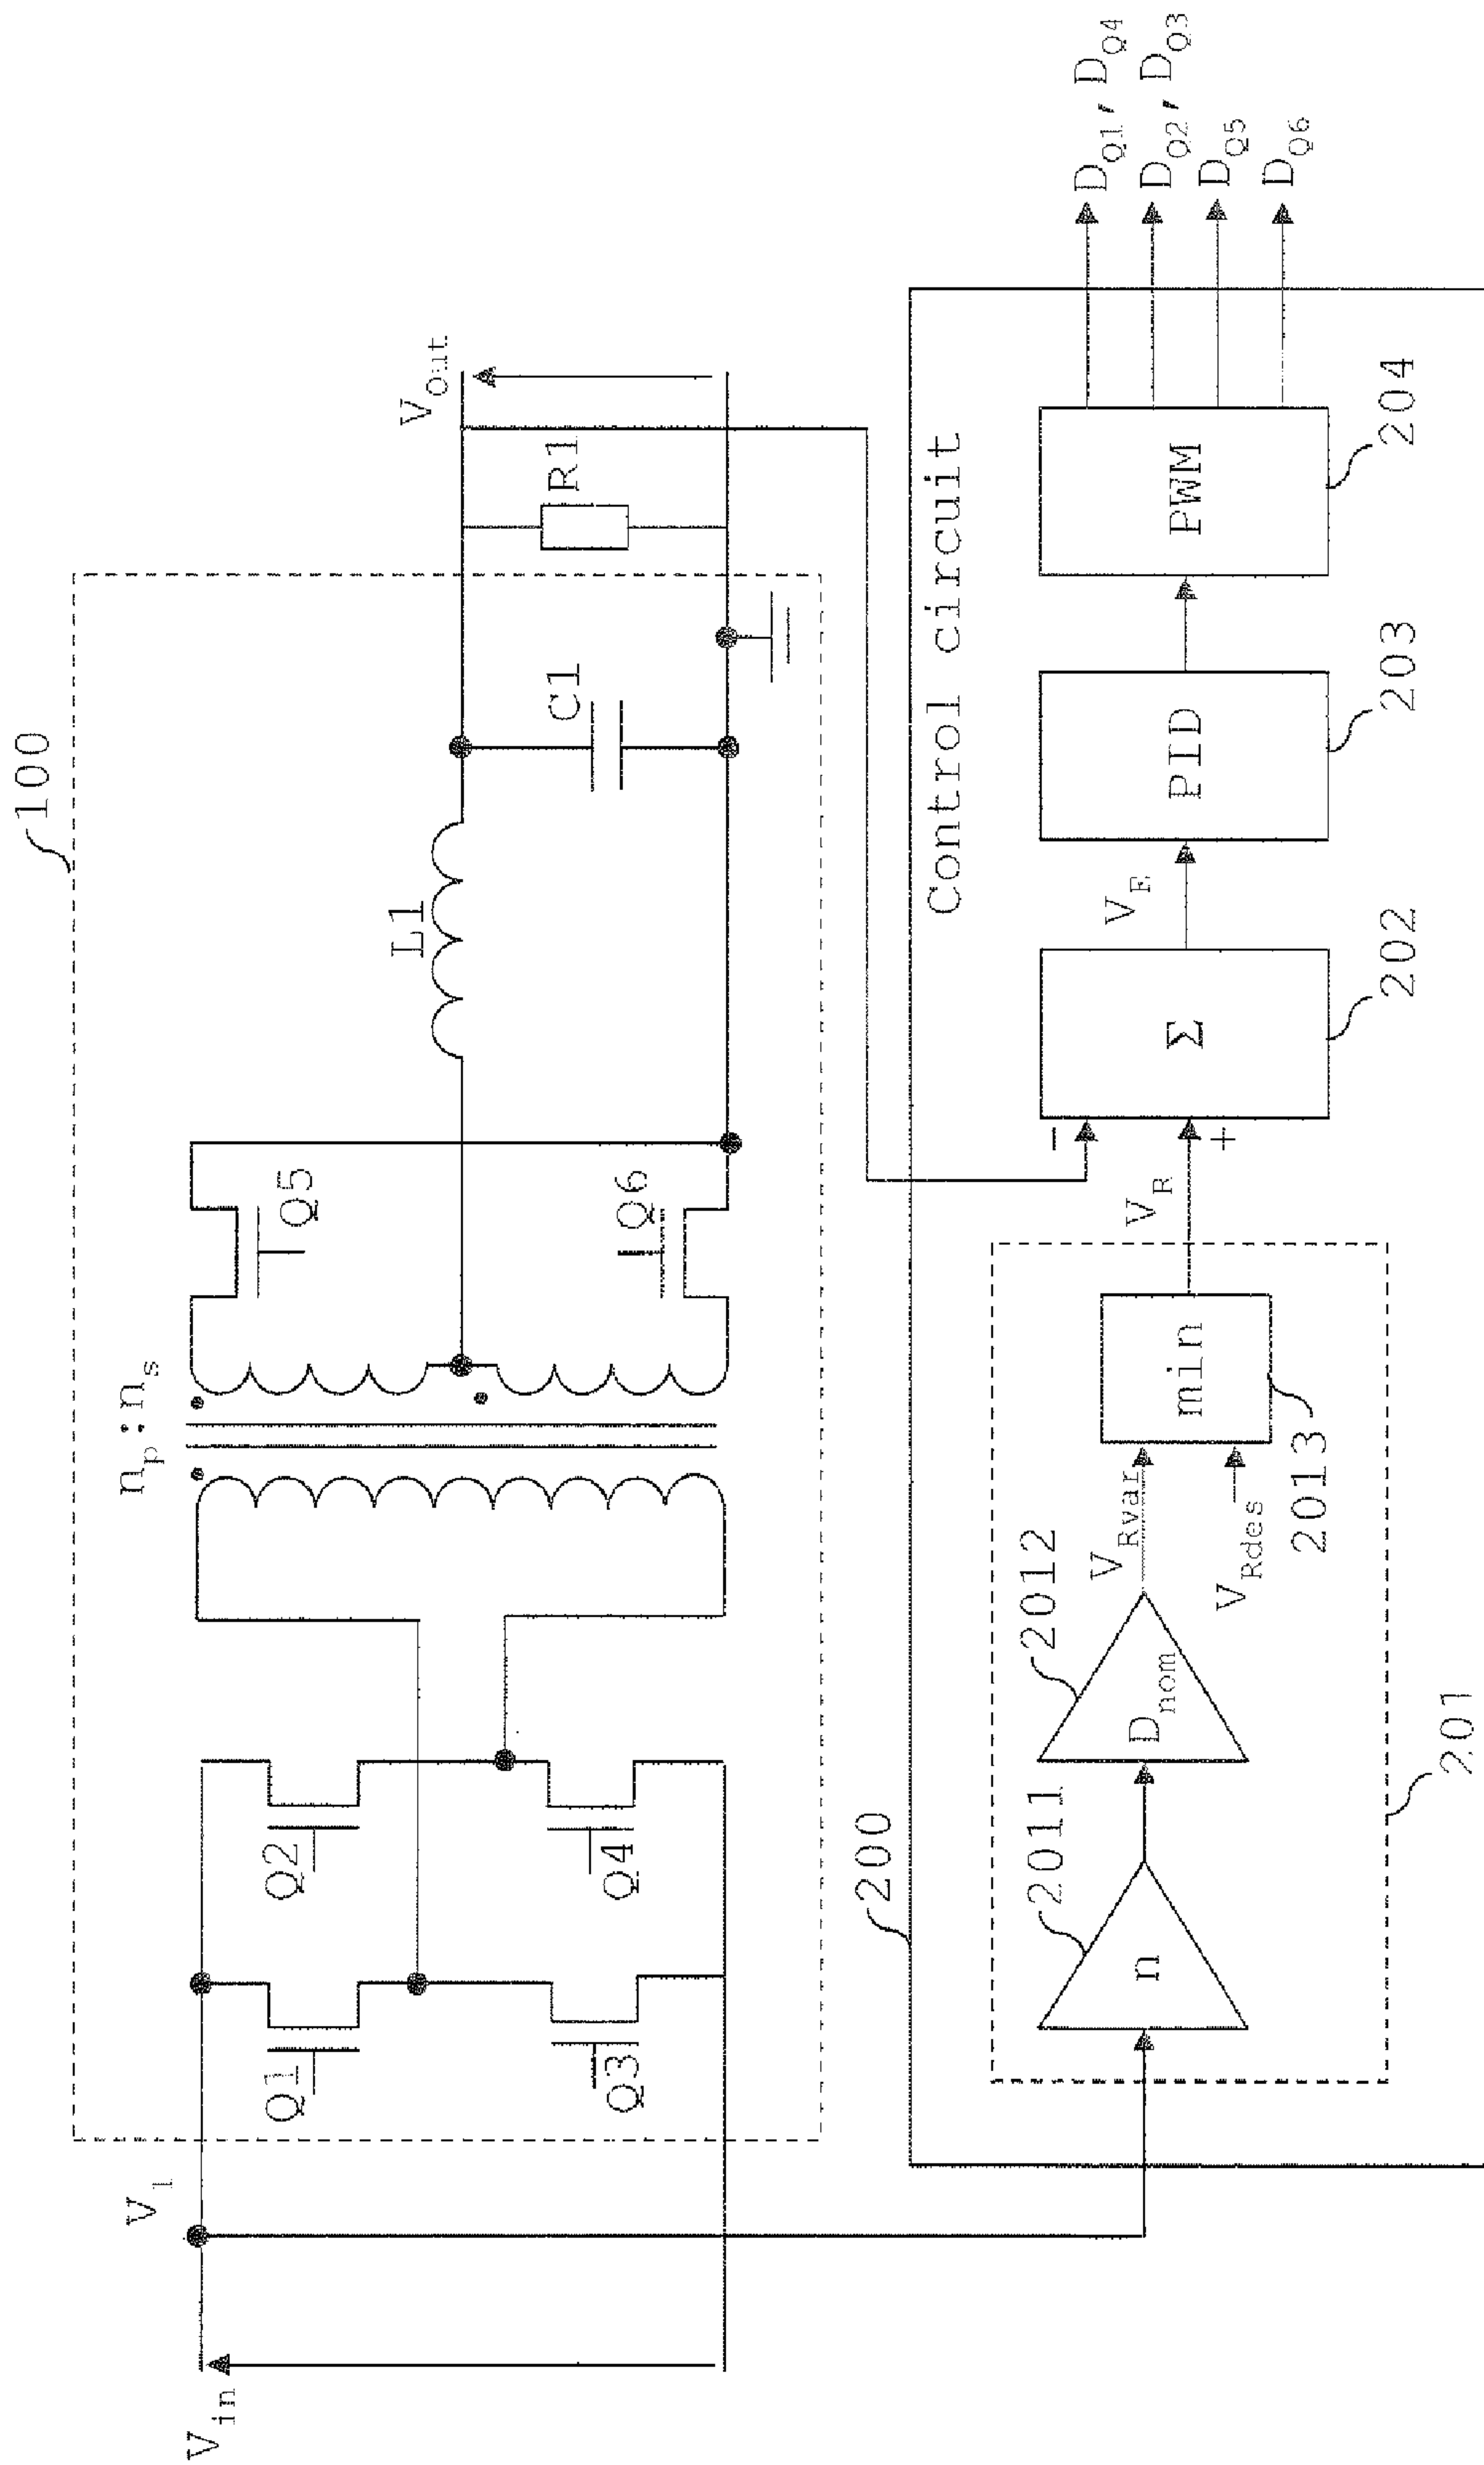 100
n_p:n_s
V_in
V_1
Q1
Q2
Q3
Q4
Q5
Q6
L1
C1
R1
V_Out
200
Control circuit
2011
n
2012
D_nom
V_Rvar
V_Rdes
min
2013
201
V_R
-
+
Σ
202
V_E
PID
203
PWM
204
D_Q1, D_Q4
D_Q2, D_Q3
D_Q5
D_Q6